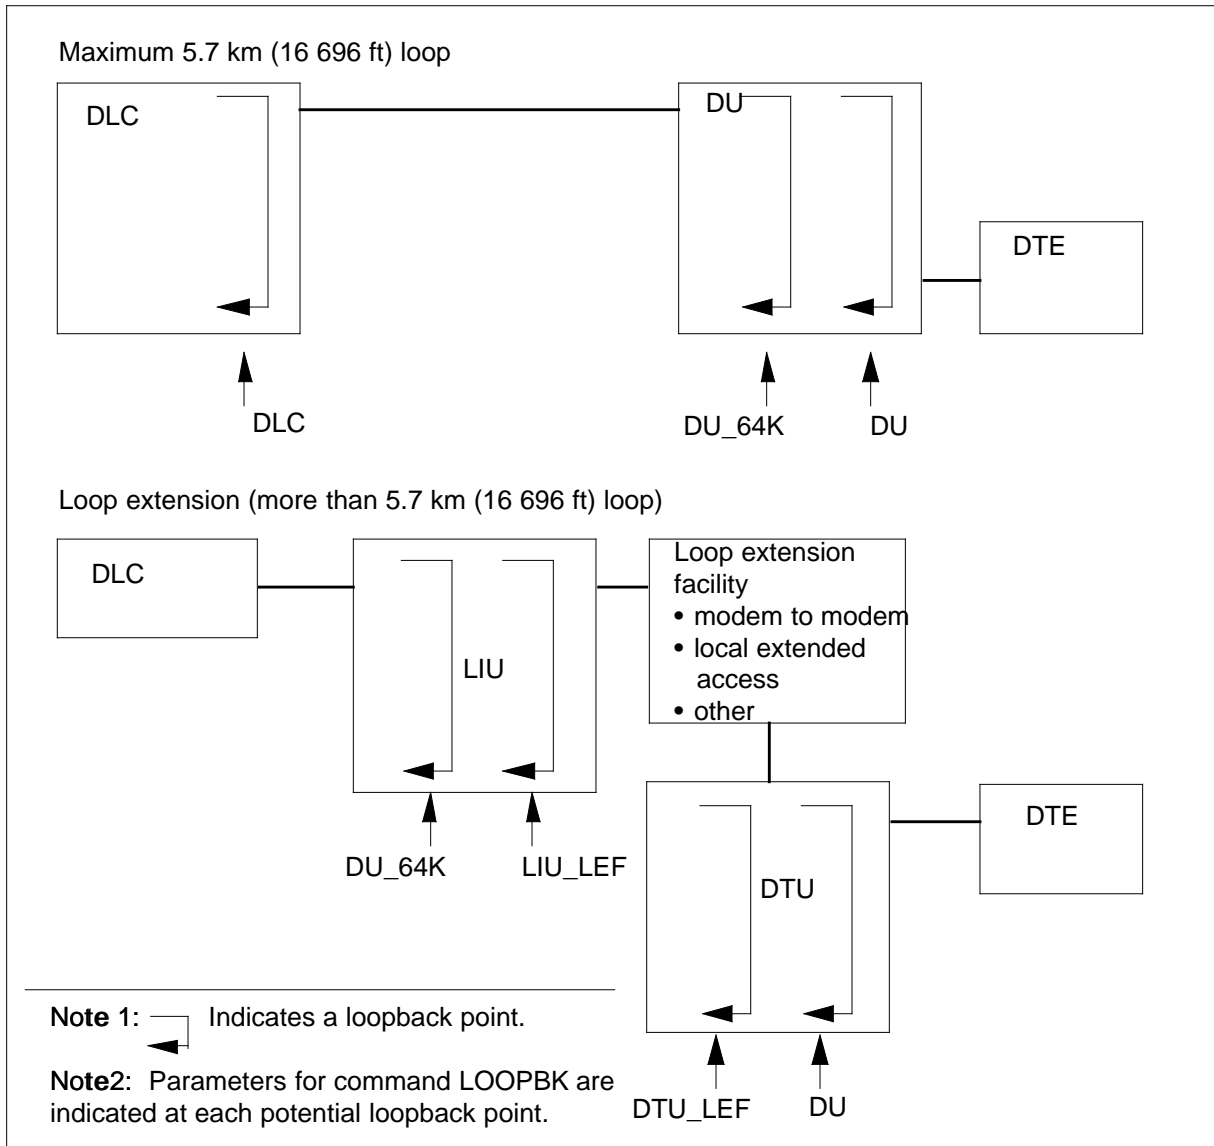 Maximum 5.7 km (16 696 ft) loop
DLC
DU
DTE
DLC
DU_64K
DU
Loop extension (more than 5.7 km (16 696 ft) loop)
DLC
LIU
Loop extension
facility
• modem to modem
• local extended
access
• other
DU_64K
LIU_LEF
DTU
DTE
Note 1: Indicates a loopback point.
Note2: Parameters for command LOOPBK are
indicated at each potential loopback point.
DTU_LEF
DU